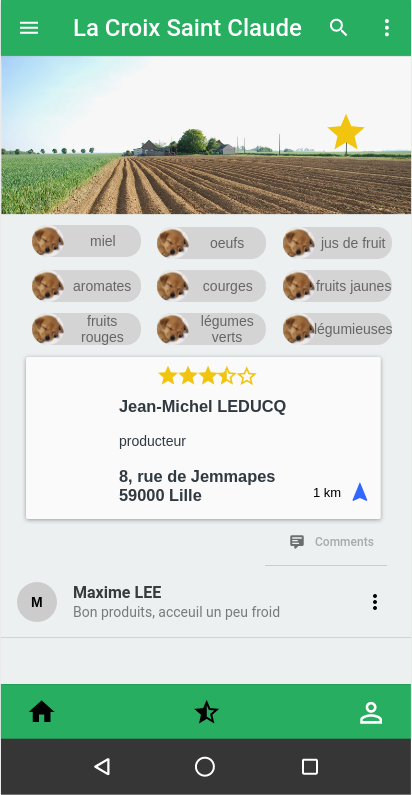 La Croix Saint Claude
miel
oeufs
jus de fruit
aromates
courges
fruits jaunes
fruits
rouges
légumes
verts
légumieuses
Jean-Michel LEDUCQ
producteur
8, rue de Jemmapes
59000 Lille
1 km
Comments
M
Maxime LEE
Bon produits, acceuil un peu froid